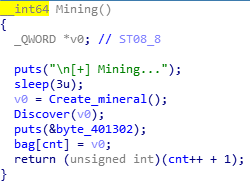 __int64 Mining()
{
  _QWORD *v0; // ST08_8

  puts("\n[+] Mining...");
  sleep(3u);
  v0 = Create_mineral();
  Discover(v0);
  puts(&byte_401302);
  bag[cnt] = v0;
  return (unsigned int)(cnt++ + 1);
}